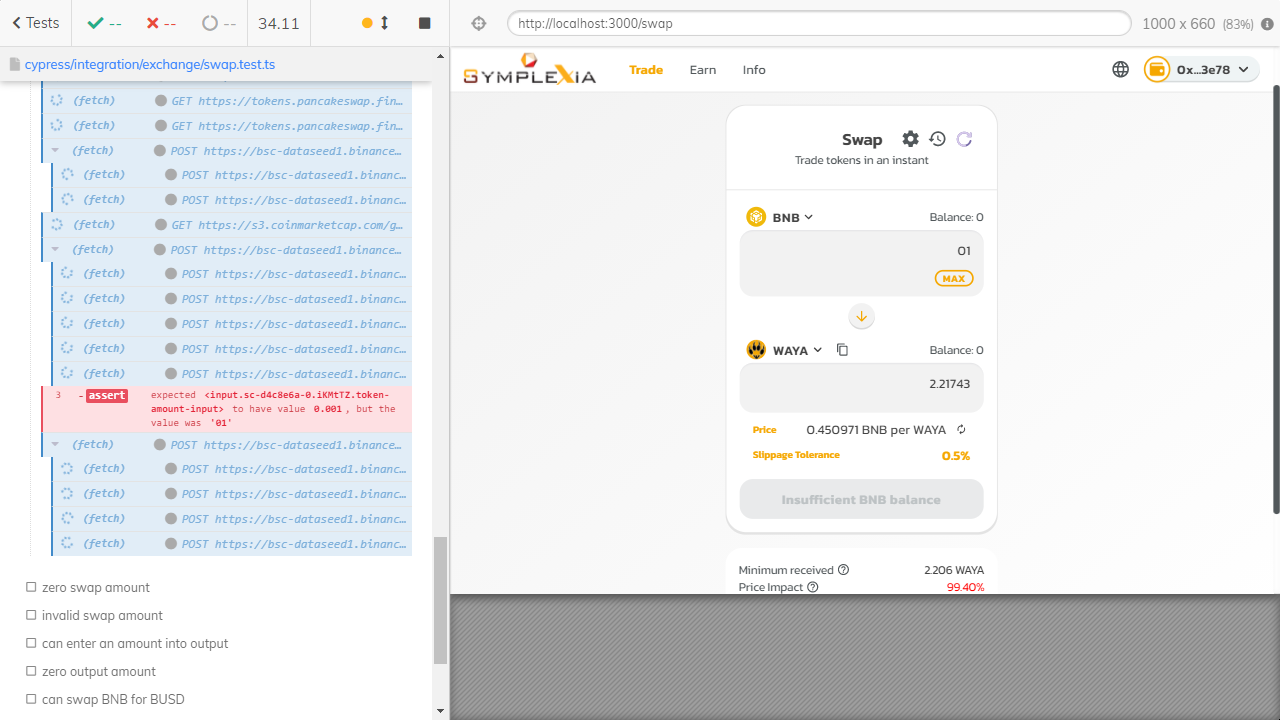 Tests
--
--
--
34.11
http://localhost:3000/swap
1000 x 660 (83%)
cypress/integration/exchange/swap.test.ts
(fetch) GET https://tokens.pancakeswap.fin...
(fetch) GET https://tokens.pancakeswap.fin...
(fetch) POST https://bsc-dataseed1.binance...
(fetch) POST https://bsc-dataseed1.binanc...
(fetch) POST https://bsc-dataseed1.binanc...
(fetch) GET https://s3.coinmarketcap.com/g...
(fetch) POST https://bsc-dataseed1.binance...
(fetch) POST https://bsc-dataseed1.binanc...
(fetch) POST https://bsc-dataseed1.binanc...
(fetch) POST https://bsc-dataseed1.binanc...
(fetch) POST https://bsc-dataseed1.binanc...
(fetch) POST https://bsc-dataseed1.binanc...
3 -assert expected <input.sc-d4c8e6a-0.iKMtTZ.token-
amount-input> to have value 0.001, but the
value was '01'
(fetch) POST https://bsc-dataseed1.binance...
(fetch) POST https://bsc-dataseed1.binanc...
(fetch) POST https://bsc-dataseed1.binanc...
(fetch) POST https://bsc-dataseed1.binanc...
(fetch) POST https://bsc-dataseed1.binanc...
zero swap amount
invalid swap amount
can enter an amount into output
zero output amount
can swap BNB for BUSD
SYMPLEXIA
Trade
Earn
Info
0x...3e78
Swap
Trade tokens in an instant
BNB
Balance: 0
01
MAX
WAYA
Balance: 0
2.21743
Price
0.450971 BNB per WAYA
Slippage Tolerance
0.5%
Insufficient BNB balance
Minimum received
2.206 WAYA
Price Impact
99.40%